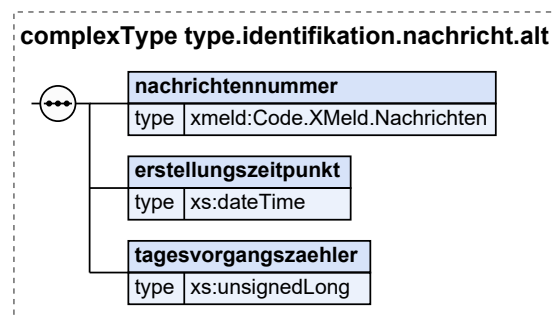 complexType type.identifikation.nachricht.alt
nachrichtennummer
type xmeld:Code.XMeld.Nachrichten
erstellungszeitpunkt
type xs:dateTime
tagesvorgangszaehler
type xs:unsignedLong